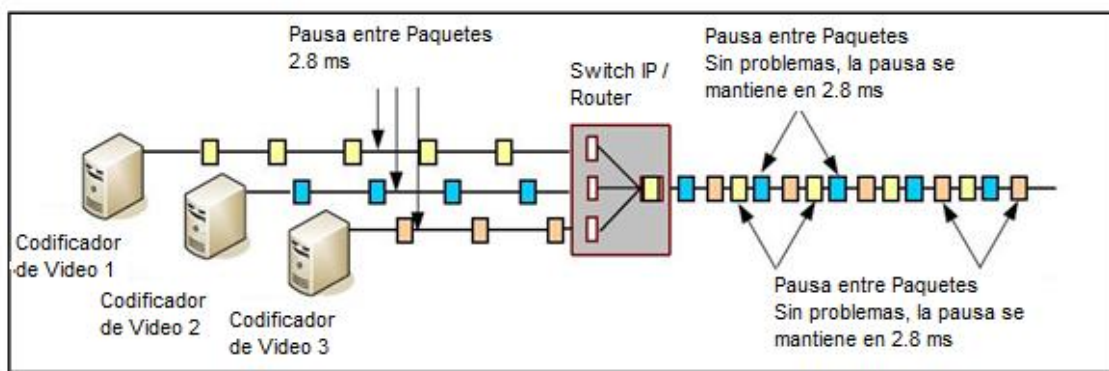 Pausa entre Paquetes
2.8 ms
Switch IP /
Router
Pausa entre Paquetes
Sin problemas, la pausa se
mantiene en 2.8 ms
Codificador
de Video 1
Codificador
de Video 2
Codificador
de Video 3
Pausa entre Paquetes
Sin problemas, la pausa se
mantiene en 2.8 ms